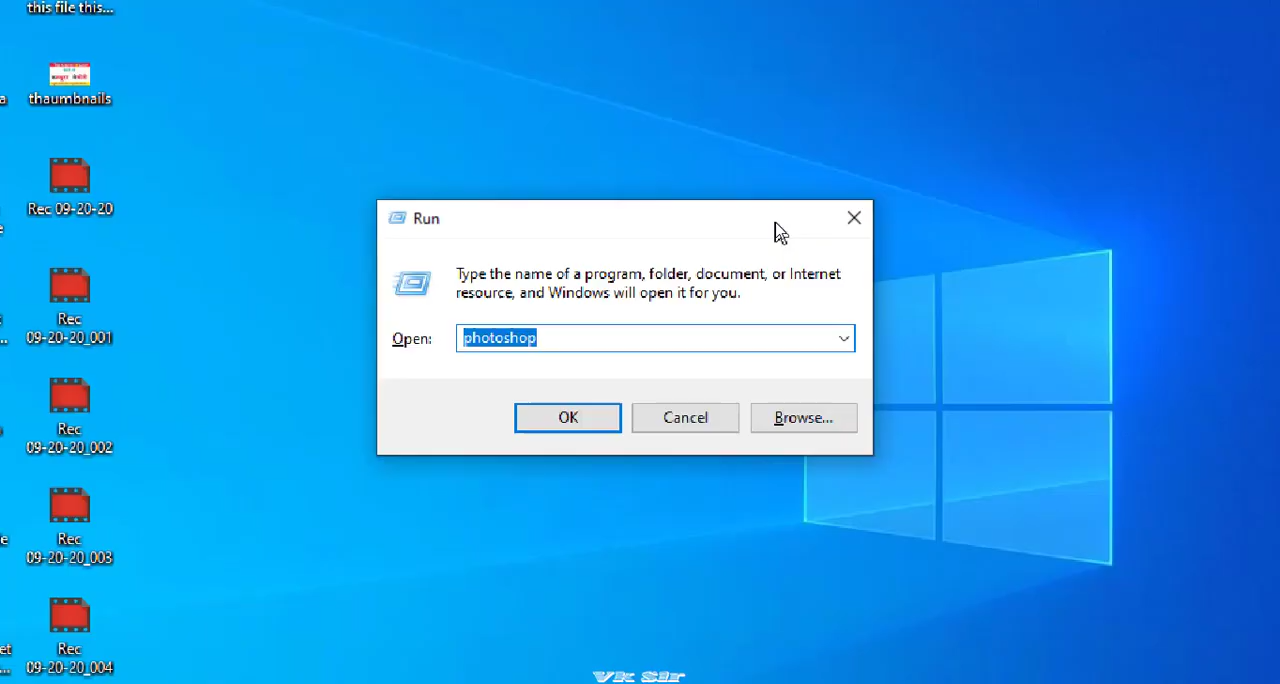 this file this...
thaumbnails
Rec 09-20-20
Rec
09-20-20_001
Rec
09-20-20_002
Rec
09-20-20_003
Rec
09-20-20_004
Run
Type the name of a program, folder, document, or Internet
resource, and Windows will open it for you.
Open: photoshop
OK Cancel Browse...
Vk Sir